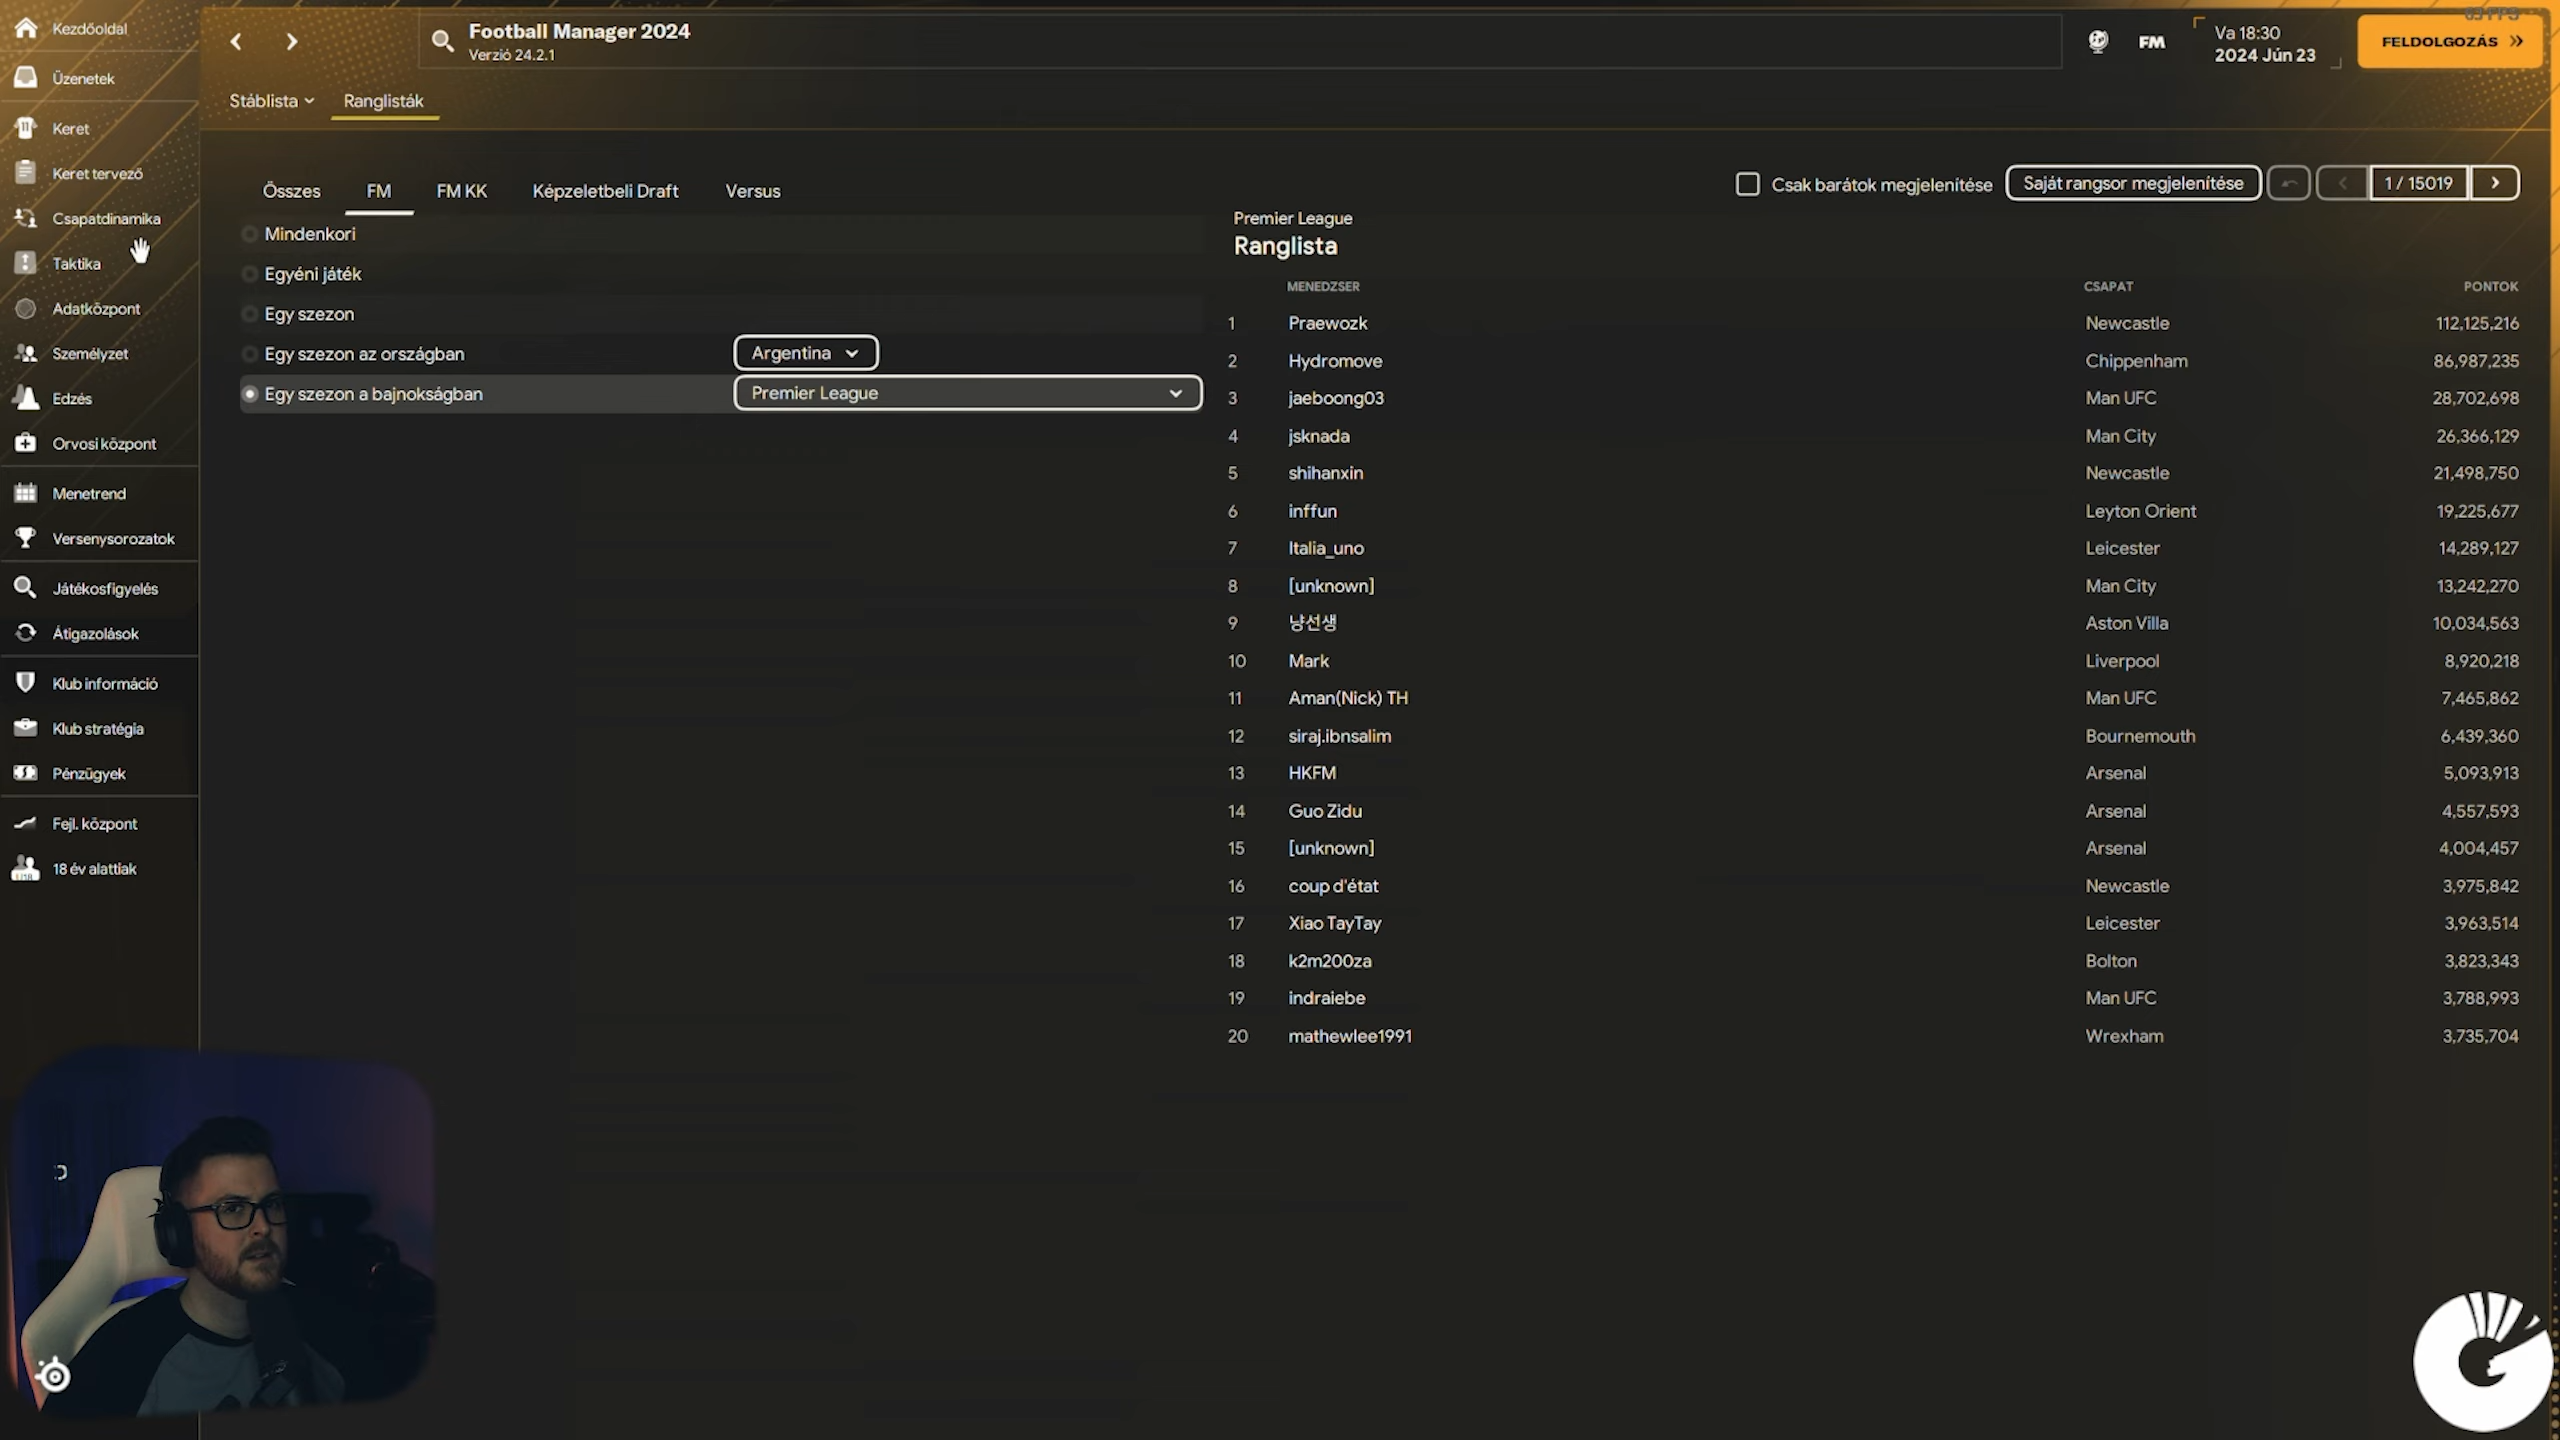 Kezdőoldal
Üzenetek
Keret
Keret tervező
Csapatdinamika
Taktika
Adatközpont
Személyzet
Edzés
Orvosi központ
Menetrend
Versenysorozatok
Játékosfigyelés
Átigazolások
Klub információ
Klub stratégia
Pénzügyek
Fejl. központ
18 év alattiak
Football Manager 2024
Verzió 24.2.1
FM
Va 18:30
2024 Jún 23
63 FPS
FELDOLGOZÁS
Stáblista Ranglisták
Összes FM FM KK Képzeletbeli Draft Versus
Csak barátok megjelenítése Saját rangsor megjelenítése 1 / 15019
Mindenkori
Egyéni játék
Egy szezon
Egy szezon az országban Argentina
Egy szezon a bajnokságban Premier League
Premier League
Ranglista
MENEDZSER CSAPAT PONTOK
1 Praewozk Newcastle 112,125,216
2 Hydromove Chippenham 86,987,235
3 jaeboong03 Man UFC 28,702,698
4 jsknada Man City 26,366,129
5 shihanxin Newcastle 21,498,750
6 inffun Leyton Orient 19,225,677
7 Italia_uno Leicester 14,289,127
8 [unknown] Man City 13,242,270
9 냥선생 Aston Villa 10,034,563
10 Mark Liverpool 8,920,218
11 Aman(Nick) TH Man UFC 7,465,862
12 siraj.ibnsalim Bournemouth 6,439,360
13 HKFM Arsenal 5,093,913
14 Guo Zidu Arsenal 4,557,593
15 [unknown] Arsenal 4,004,457
16 coup d'état Newcastle 3,975,842
17 Xiao TayTay Leicester 3,963,514
18 k2m200za Bolton 3,823,343
19 indraiebe Man UFC 3,788,993
20 mathewlee1991 Wrexham 3,735,704